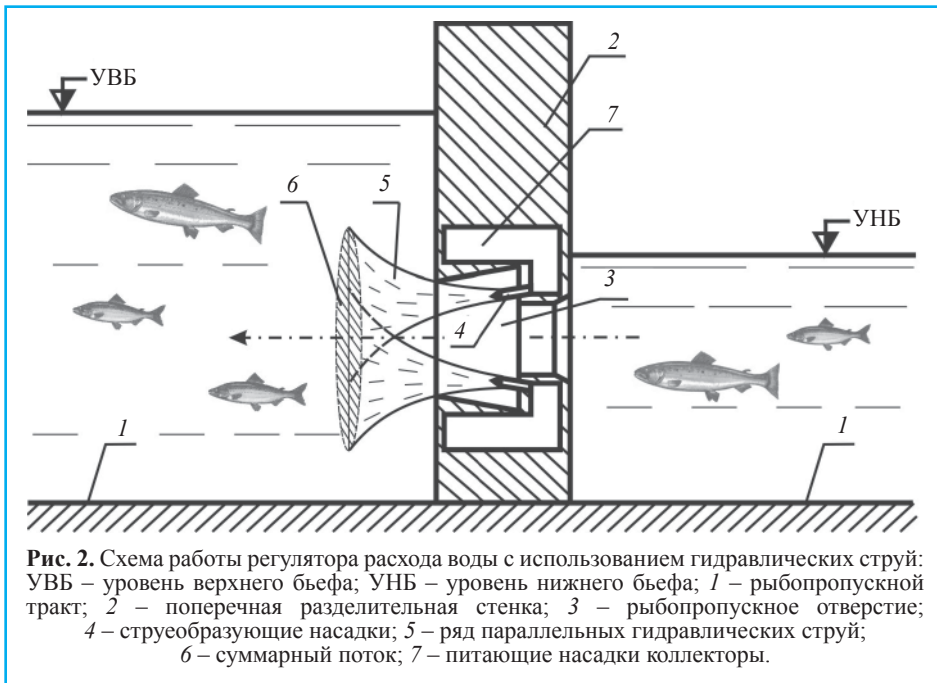 УВБ
2
7
6
5
УНБ
3
4
1
1
Рис. 2. Схема работы регулятора расхода воды с использованием гидравлических струй:
УВБ – уровень верхнего бьефа; УНБ – уровень нижнего бьефа; 1 – рыбопропускной
тракт; 2 – поперечная разделительная стенка; 3 – рыбопропускное отверстие;
4 – струеобразующие насадки; 5 – ряд параллельных гидравлических струй;
6 – суммарный поток; 7 – питающие насадки коллекторы.